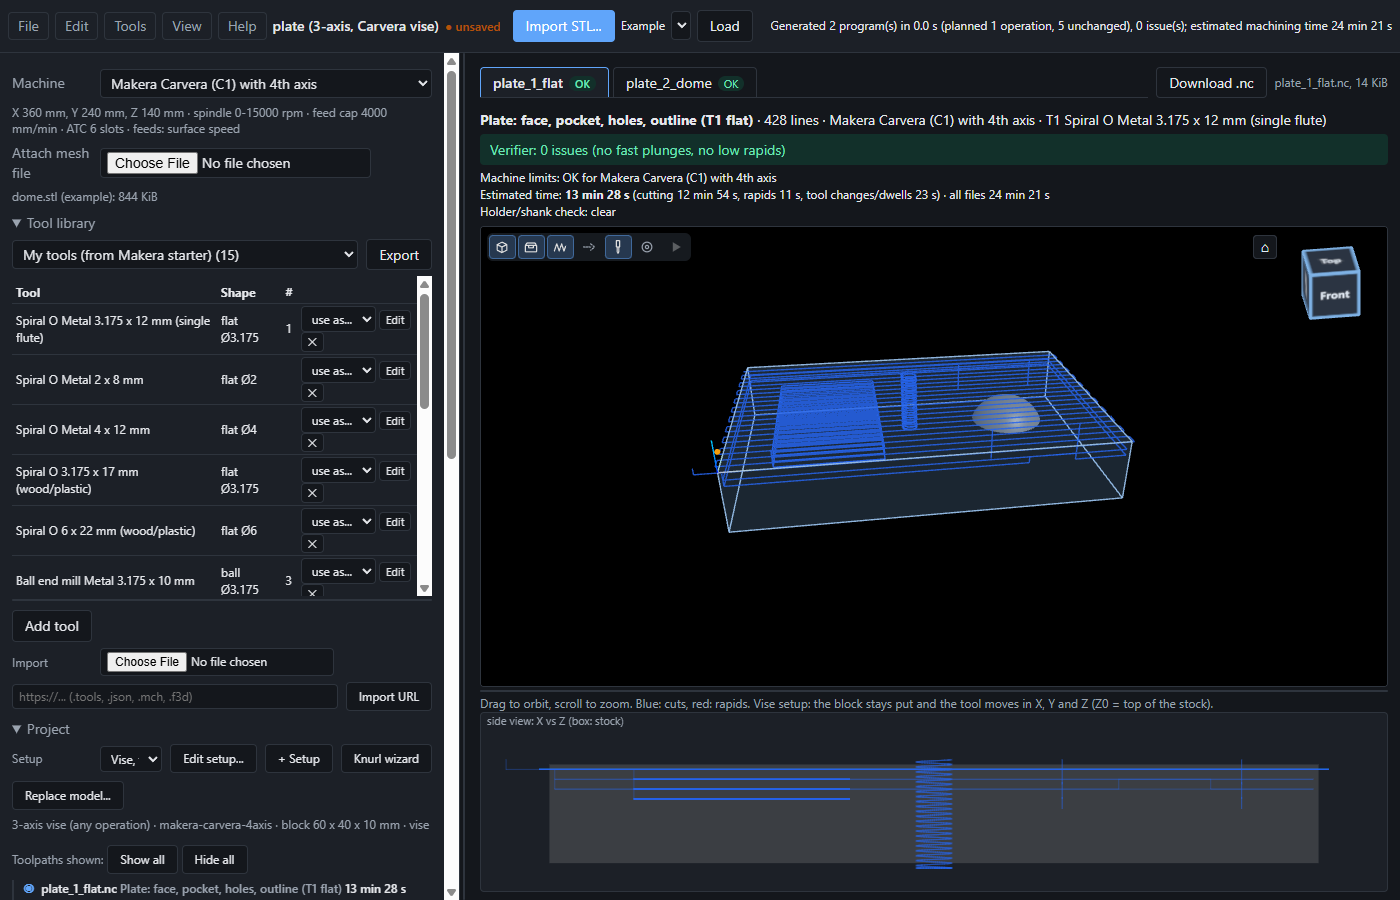 File Edit Tools View Help plate (3-axis, Carvera vise) ● unsaved Import STL... Example Load Generated 2 program(s) in 0.0 s (planned 1 operation, 5 unchanged), 0 issue(s); estimated machining time 24 min 21 s
Machine Makera Carvera (C1) with 4th axis
X 360 mm, Y 240 mm, Z 140 mm · spindle 0-15000 rpm · feed cap 4000
mm/min · ATC 6 slots · feeds: surface speed
Attach mesh
file
Choose File No file chosen
dome.stl (example): 844 KiB
▼ Tool library
My tools (from Makera starter) (15) Export
Tool Shape #
Spiral O Metal 3.175 x 12 mm (single
flute)
flat
Ø3.175
1 use as... Edit
×
Spiral O Metal 2 x 8 mm flat Ø2 use as... Edit
×
Spiral O Metal 4 x 12 mm flat Ø4 use as... Edit
×
Spiral O 3.175 x 17 mm
(wood/plastic)
flat
Ø3.175
use as... Edit
×
Spiral O 6 x 22 mm (wood/plastic) flat Ø6 use as... Edit
×
Ball end mill Metal 3.175 x 10 mm ball
Ø3.175
3 use as... Edit
×
Add tool
Import Choose File No file chosen
https://... (.tools, .json, .mch, .f3d) Import URL
▼ Project
Setup Vise, Edit setup... + Setup Knurl wizard
Replace model...
3-axis vise (any operation) · makera-carvera-4axis · block 60 x 40 x 10 mm · vise
Toolpaths shown: Show all Hide all
plate_1_flat.nc Plate: face, pocket, holes, outline (T1 flat) 13 min 28 s
plate_1_flat OK plate_2_dome OK Download .nc plate_1_flat.nc, 14 KiB
Plate: face, pocket, holes, outline (T1 flat) · 428 lines · Makera Carvera (C1) with 4th axis · T1 Spiral O Metal 3.175 x 12 mm (single flute)
Verifier: 0 issues (no fast plunges, no low rapids)
Machine limits: OK for Makera Carvera (C1) with 4th axis
Estimated time: 13 min 28 s (cutting 12 min 54 s, rapids 11 s, tool changes/dwells 23 s) · all files 24 min 21 s
Holder/shank check: clear
Top
Front
Drag to orbit, scroll to zoom. Blue: cuts, red: rapids. Vise setup: the block stays put and the tool moves in X, Y and Z (Z0 = top of the stock).
side view: X vs Z (box: stock)